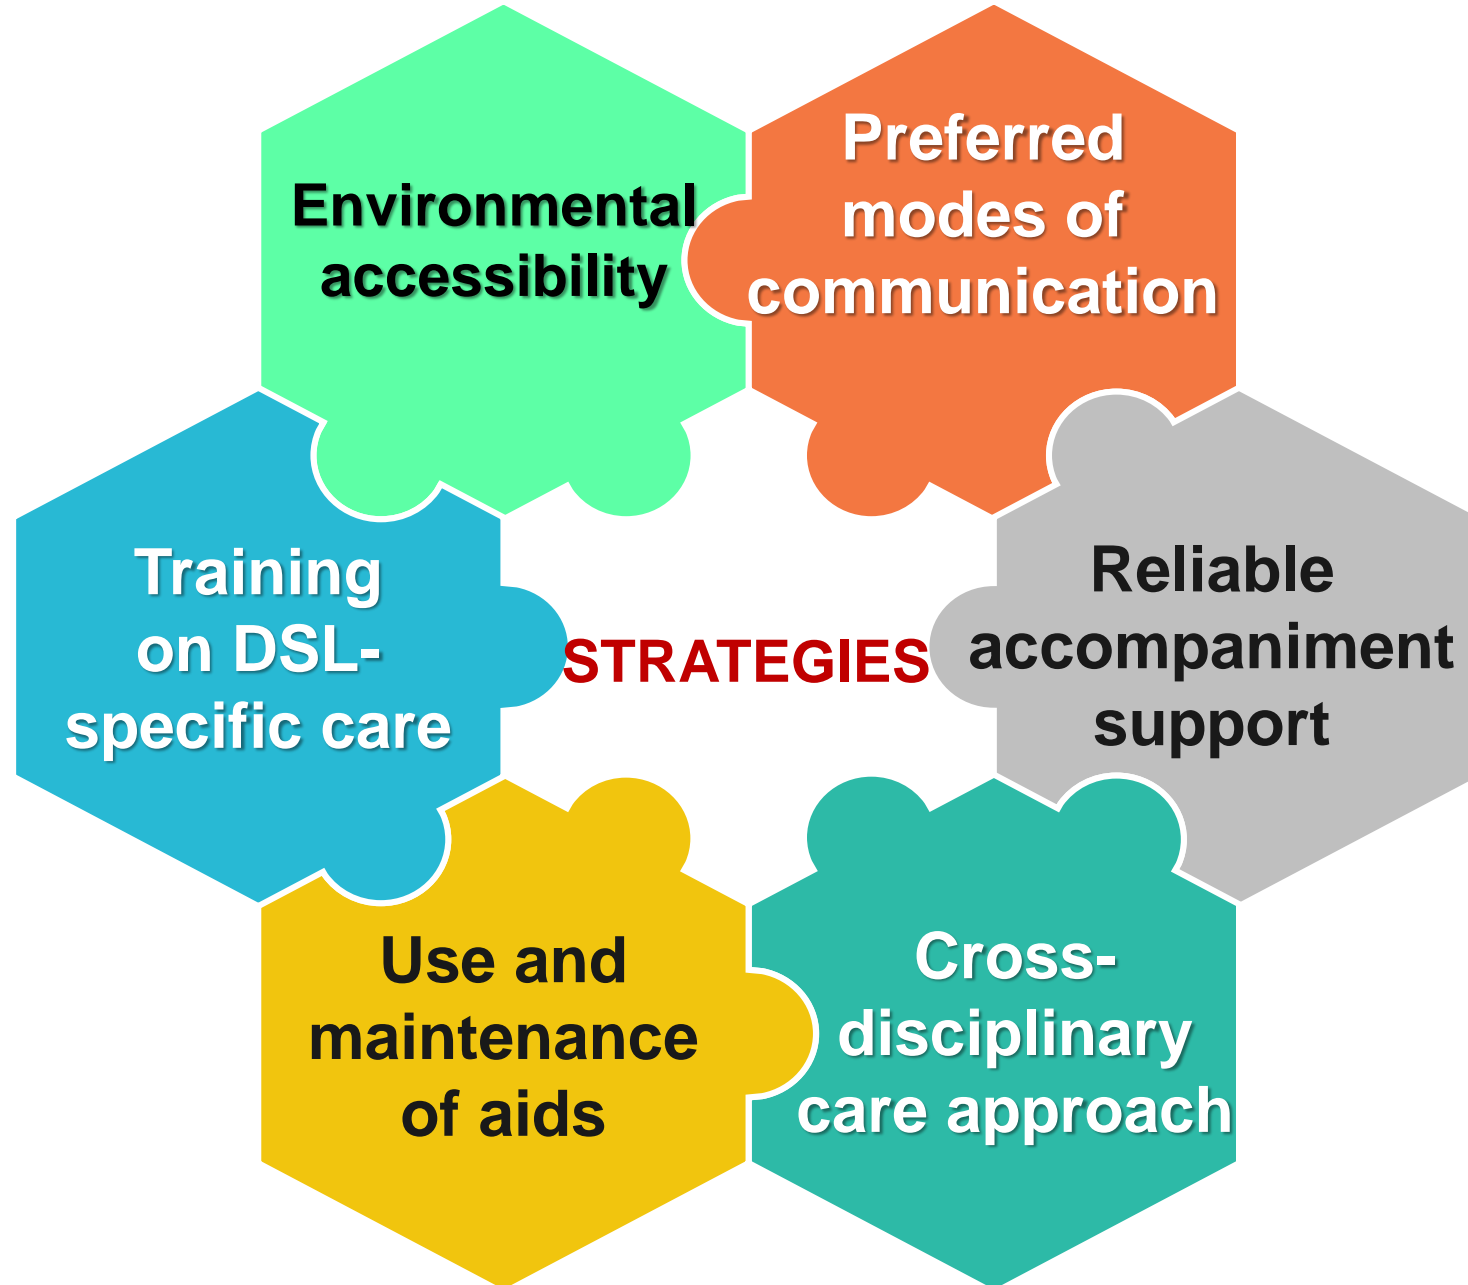 Environmental
accessibility
Preferred
modes of
communication
Training
on DSL-
specific care
STRATEGIES
Reliable
accompaniment
support
Use and
maintenance
of aids
Cross-
disciplinary
care approach